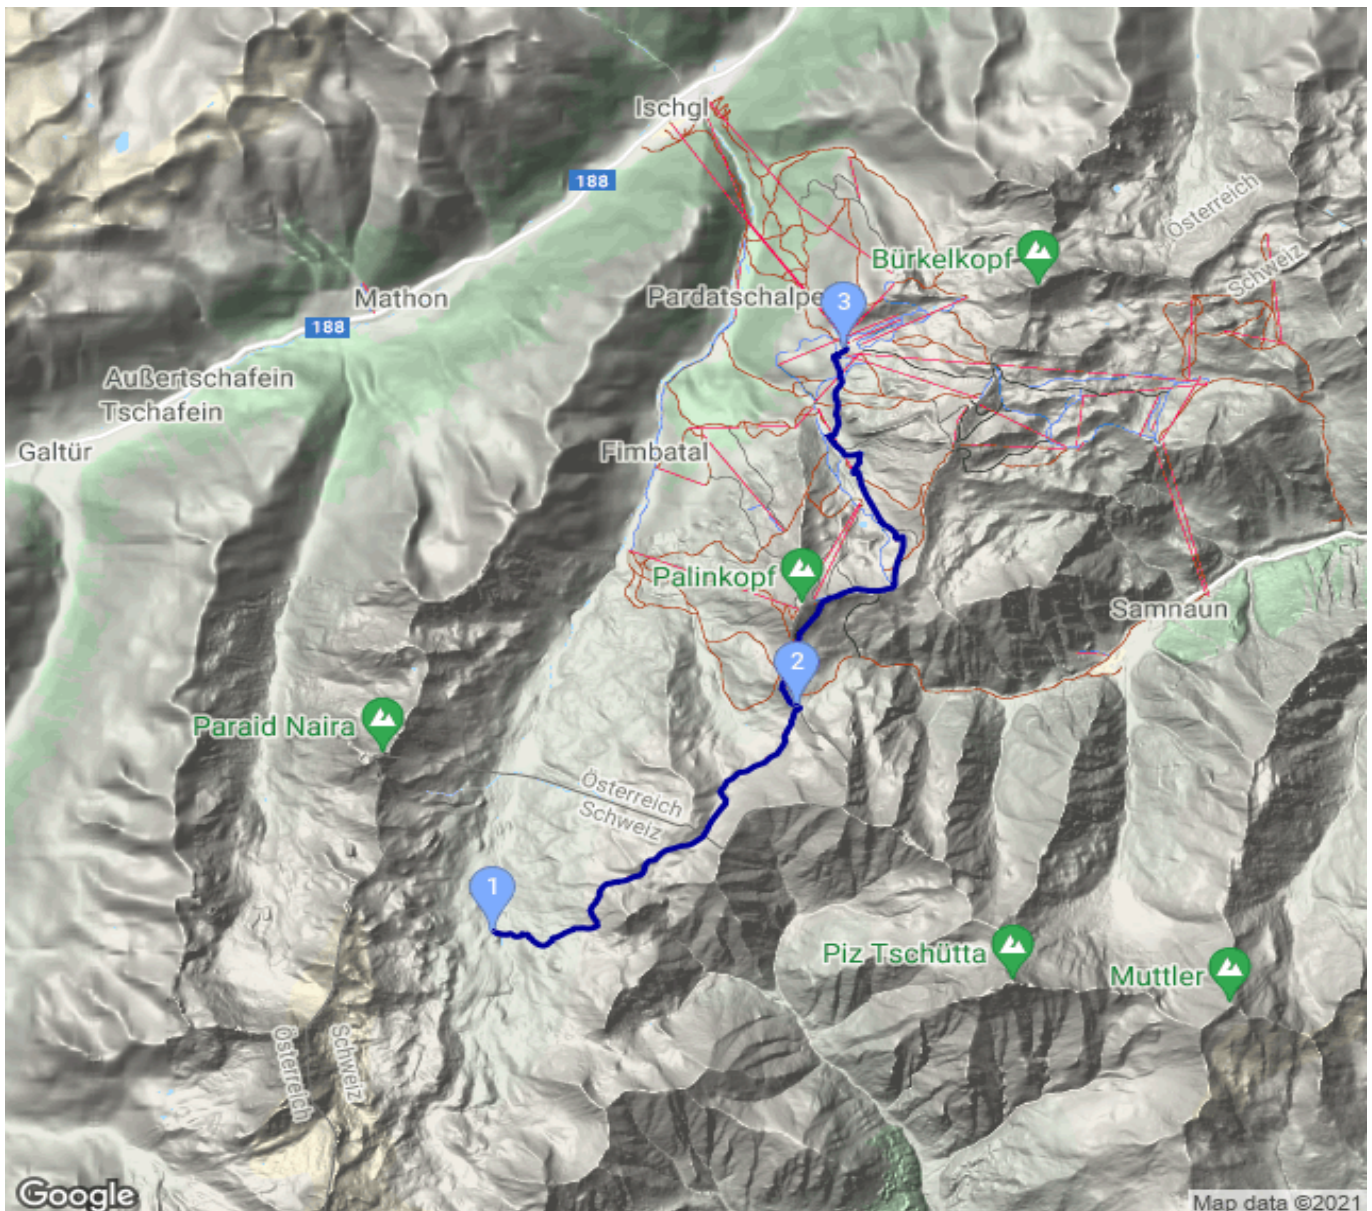 Ischgl
188
Österreich
Bürkelkopf
Schweiz
Mathon
Pardatschalpe
3
188
Außertschafein
Tschafein
Galtür
Fimbatal
Palinkopf
Samnaun
2
Paraid Naira
Österreich
Schweiz
1
Piz Tschütta
Muttler
Österreich
Schweiz
Google
Map data ©2021